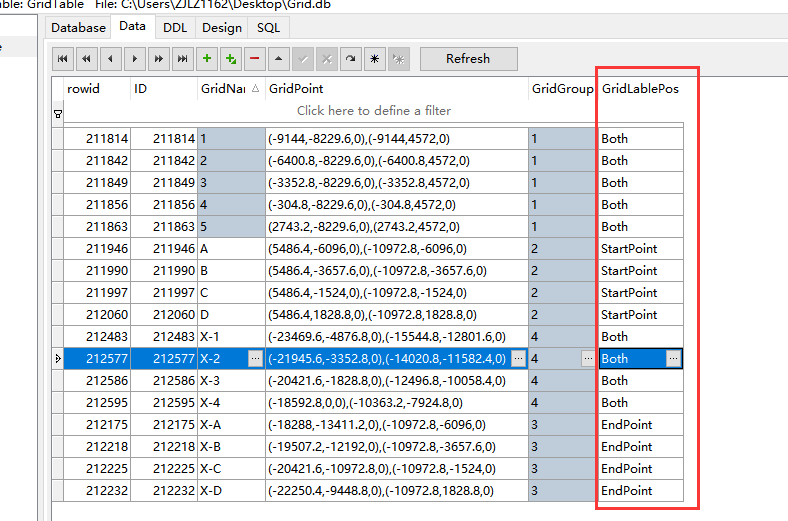 able: GridTable File: C:\Users\ZJLZ1162\Desktop\Grid.db
Database Data DDL Design SQL
Refresh
rowid ID GridNar GridPoint GridGroup GridLablePos
Click here to define a filter
211814 211814 1 (-9144,-8229.6,0),(-9144,4572,0) 1 Both
211842 211842 2 (-6400.8,-8229.6,0),(-6400.8,4572,0) 1 Both
211849 211849 3 (-3352.8,-8229.6,0),(-3352.8,4572,0) 1 Both
211856 211856 4 (-304.8,-8229.6,0),(-304.8,4572,0) 1 Both
211863 211863 5 (2743.2,-8229.6,0),(2743.2,4572,0) 1 Both
211946 211946 A (5486.4,-6096,0),(-10972.8,-6096,0) 2 StartPoint
211990 211990 B (5486.4,-3657.6,0),(-10972.8,-3657.6,0) 2 StartPoint
211997 211997 C (5486.4,-1524,0),(-10972.8,-1524,0) 2 StartPoint
212060 212060 D (5486.4,1828.8,0),(-10972.8,1828.8,0) 2 StartPoint
212483 212483 X-1 (-23469.6,-4876.8,0),(-15544.8,-12801.6,0) 4 Both
212577 212577 X-2 ... (-21945.6,-3352.8,0),(-14020.8,-11582.4,0) ... 4 ... Both ...
212586 212586 X-3 (-20421.6,-1828.8,0),(-12496.8,-10058.4,0) 4 Both
212595 212595 X-4 (-18592.8,0,0),(-10363.2,-7924.8,0) 4 Both
212175 212175 X-A (-18288,-13411.2,0),(-10972.8,-6096,0) 3 EndPoint
212218 212218 X-B (-19507.2,-12192,0),(-10972.8,-3657.6,0) 3 EndPoint
212225 212225 X-C (-20421.6,-10972.8,0),(-10972.8,-1524,0) 3 EndPoint
212232 212232 X-D (-22250.4,-9448.8,0),(-10972.8,1828.8,0) 3 EndPoint